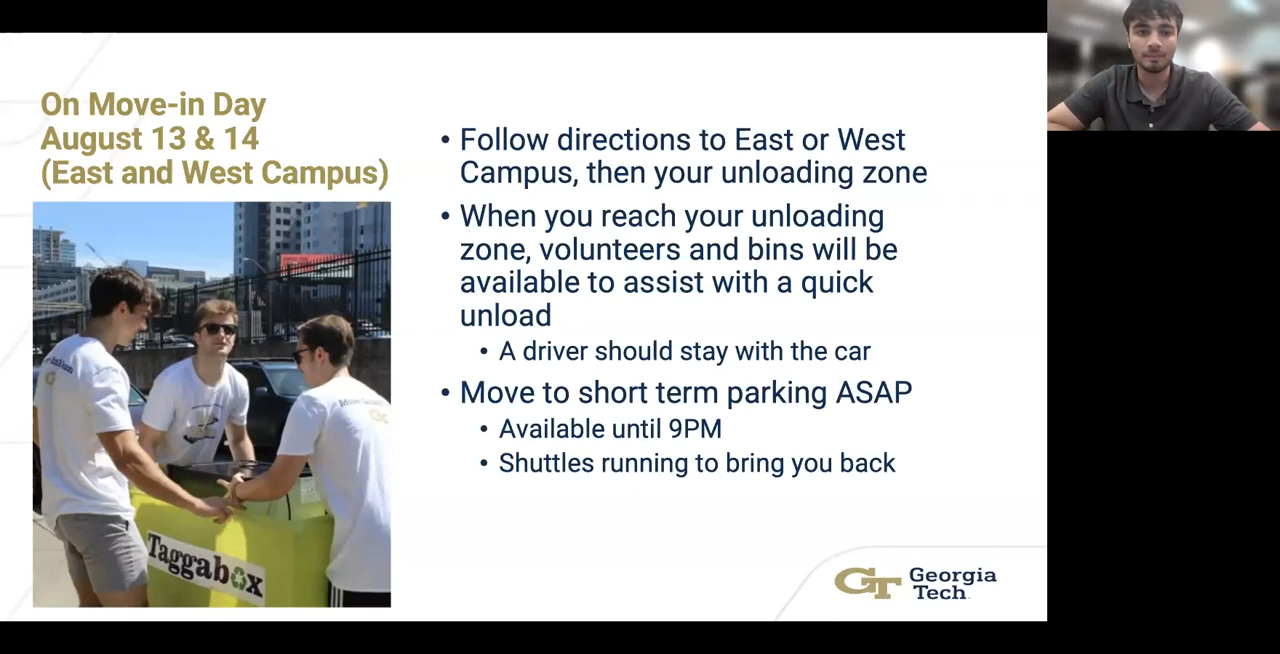 On Move-in Day
August 13 & 14
(East and West Campus)
• Follow directions to East or West
Campus, then your unloading zone
• When you reach your unloading
zone, volunteers and bins will be
available to assist with a quick
unload
• A driver should stay with the car
• Move to short term parking ASAP
• Available until 9PM
• Shuttles running to bring you back
Taggabox
GT Georgia
Tech